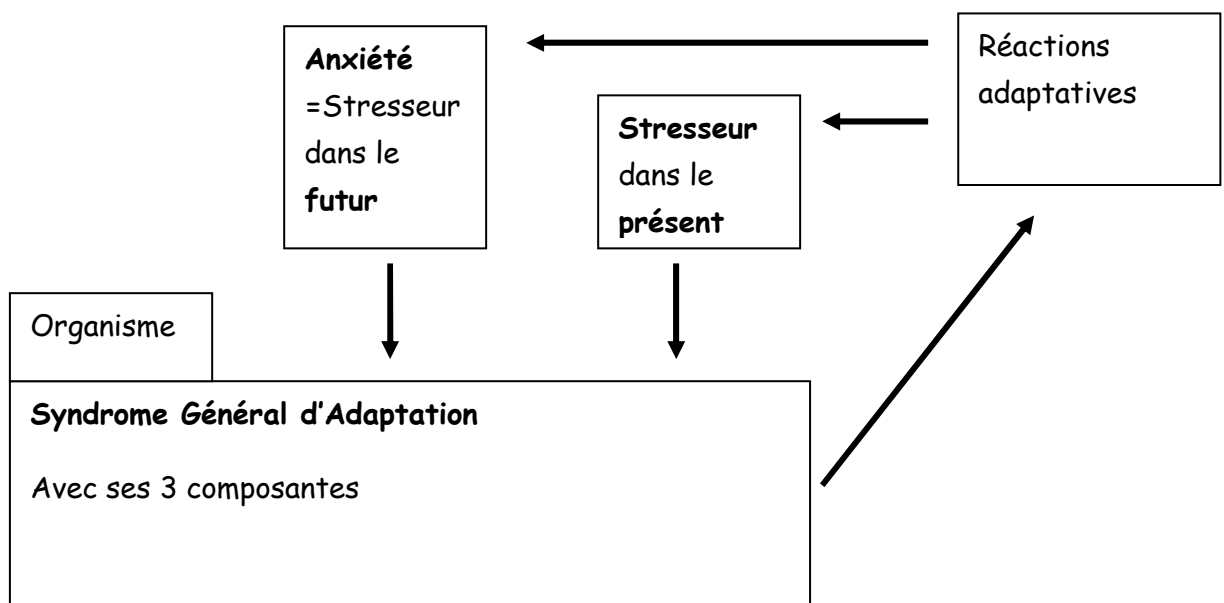 Anxiété
=Stresseur
dans le
futur
Stresseur
dans le
présent
Réactions
adaptatives
Organisme
Syndrome Général d'Adaptation
Avec ses 3 composantes